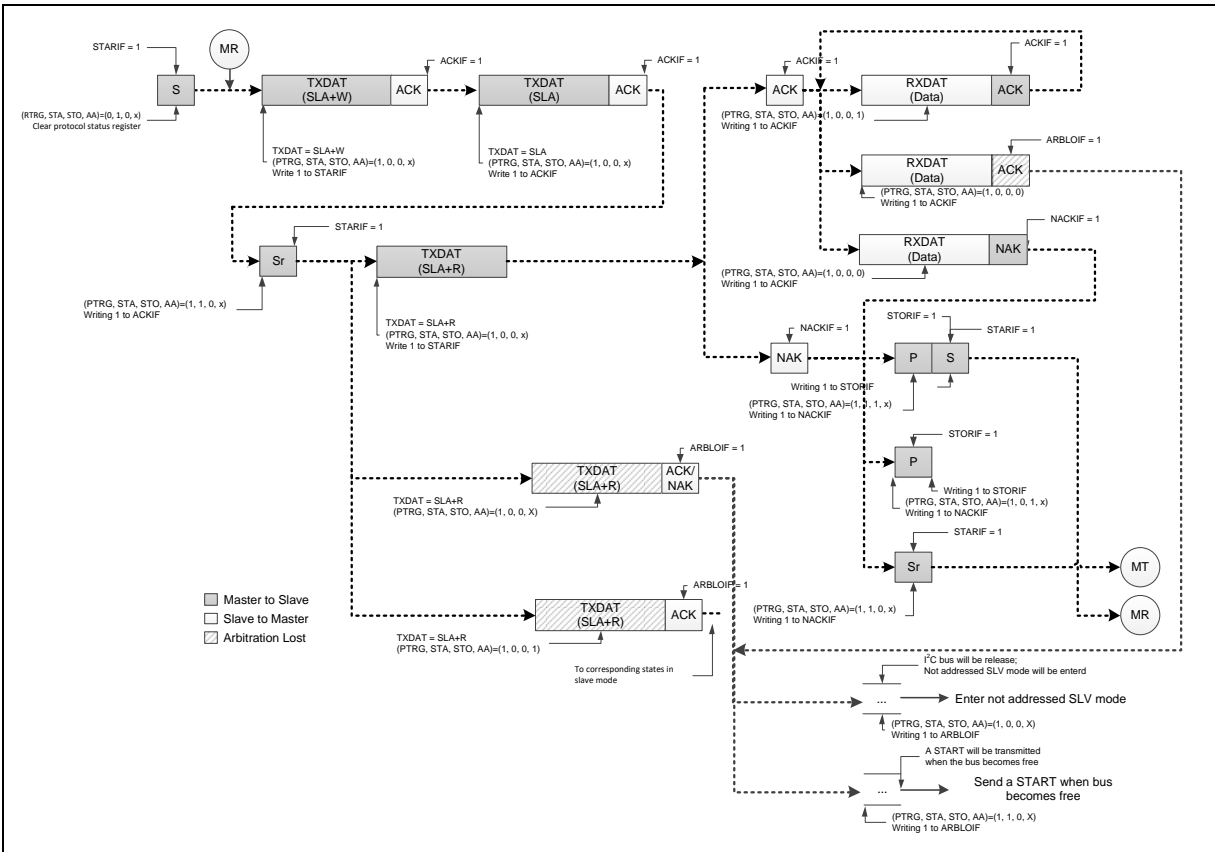 STARIF = 1
MR
S
(RTRG, STA, STO, AA)=(0, 1, 0, x)
Clear protocol status register
TXDAT
(SLA+W)
ACK
ACKIF = 1
TXDAT = SLA+W
(PTRG, STA, STO, AA)=(1, 0, 0, x)
Write 1 to STARIF
TXDAT
(SLA)
ACK
ACKIF = 1
TXDAT = SLA
(PTRG, STA, STO, AA)=(1, 0, 0, x)
Write 1 to ACKIF
ACKIF = 1
ACK
(PTRG, STA, STO, AA)=(1, 0, 0, 1)
Writing 1 to ACKIF
RXDAT
(Data)
ACK
ACKIF = 1
ARBLOIF = 1
RXDAT
(Data)
ACK
(PTRG, STA, STO, AA)=(1, 0, 0, 0)
Writing 1 to ACKIF
NACKIF = 1
RXDAT
(Data)
NAK
(PTRG, STA, STO, AA)=(1, 0, 0, 0)
Writing 1 to ACKIF
STARIF = 1
Sr
(PTRG, STA, STO, AA)=(1, 1, 0, x)
Writing 1 to ACKIF
TXDAT
(SLA+R)
TXDAT = SLA+R
(PTRG, STA, STO, AA)=(1, 0, 0, x)
Write 1 to STARIF
NACKIF = 1
NAK
STORIF = 1
STARIF = 1
P
S
Writing 1 to STORIF
(PTRG, STA, STO, AA)=(1, 1, 1, x)
Writing 1 to NACKIF
STORIF = 1
P
Writing 1 to STORIF
(PTRG, STA, STO, AA)=(1, 0, 1, x)
Writing 1 to NACKIF
STARIF = 1
Sr
(PTRG, STA, STO, AA)=(1, 1, 0, x)
Writing 1 to NACKIF
MT
MR
ARBLOIF = 1
TXDAT
(SLA+R)
ACK/
NAK
TXDAT = SLA+R
(PTRG, STA, STO, AA)=(1, 0, 0, X)
ARBLOIF = 1
TXDAT
(SLA+R)
ACK
TXDAT = SLA+R
(PTRG, STA, STO, AA)=(1, 0, 0, 1)
To corresponding states in
slave mode
Master to Slave
Slave to Master
Arbitration Lost
I²C bus will be release;
Not addressed SLV mode will be enterd
...
Enter not addressed SLV mode
(PTRG, STA, STO, AA)=(1, 0, 0, X)
Writing 1 to ARBLOIF
A START will be transmitted
when the bus becomes free
...
Send a START when bus
becomes free
(PTRG, STA, STO, AA)=(1, 1, 0, X)
Writing 1 to ARBLOIF